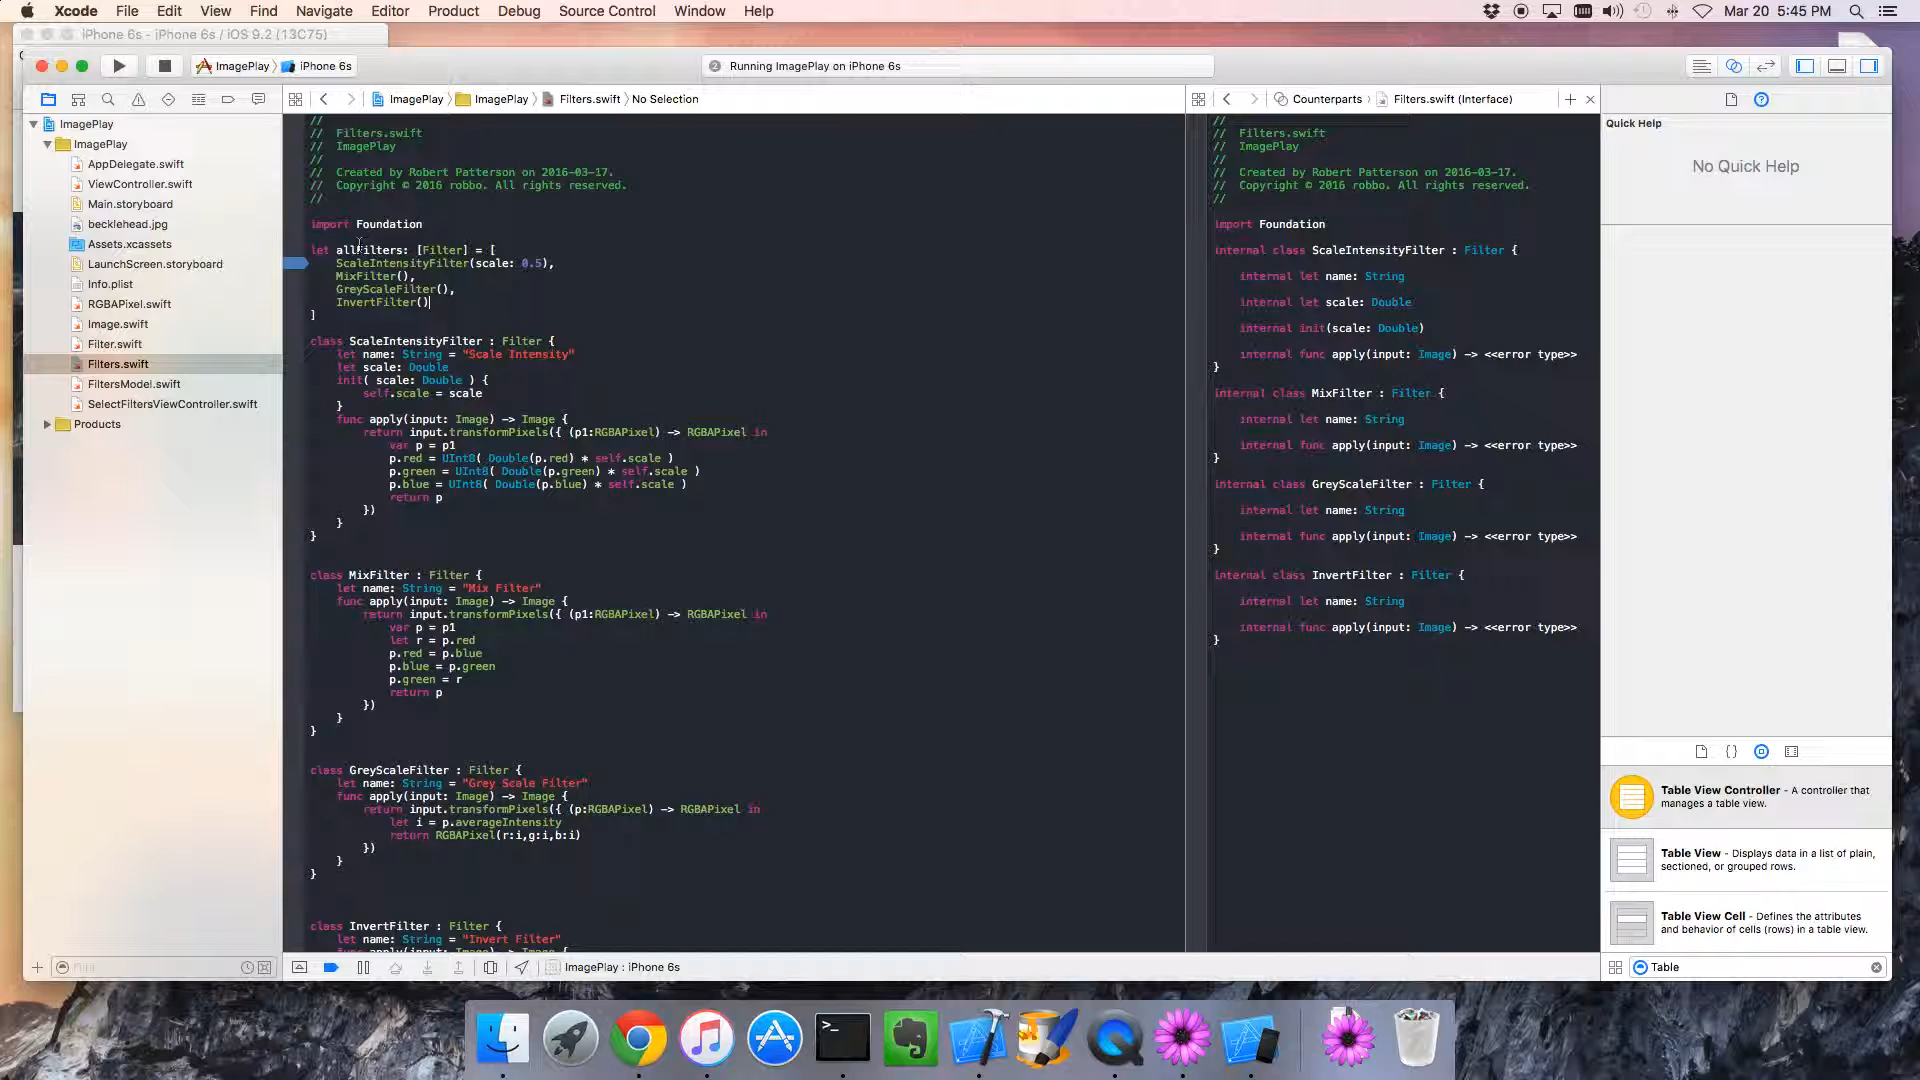 Xcode File Edit View Find Navigate Editor Product Debug Source Control Window Help Mar 20 5:45 PM
iPhone 6s - iPhone 6s / iOS 9.2 (13C75)
ImagePlay iPhone 6s
2 Running ImagePlay on iPhone 6s
ImagePlay ImagePlay Filters.swift No Selection
Counterparts Filters.swift (Interface)
ImagePlay
ImagePlay
AppDelegate.swift
ViewController.swift
Main.storyboard
becklehead.jpg
Assets.xcassets
LaunchScreen.storyboard
Info.plist
RGBAPixel.swift
Image.swift
Filter.swift
Filters.swift
FiltersModel.swift
SelectFiltersViewController.swift
Products
//
// Filters.swift
// ImagePlay
//
// Created by Robert Patterson on 2016-03-17.
// Copyright © 2016 robbo. All rights reserved.
//
import Foundation
let allFilters: [Filter] = [
ScaleIntensityFilter(scale: 0.5),
MixFilter(),
GreyScaleFilter(),
InvertFilter()
]
class ScaleIntensityFilter : Filter {
let name: String = "Scale Intensity"
let scale: Double
init( scale: Double ) {
self.scale = scale
}
func apply(input: Image) -> Image {
return input.transformPixels({ (p1:RGBAPixel) -> RGBAPixel in
var p = p1
p.red = UInt8( Double(p.red) * self.scale )
p.green = UInt8( Double(p.green) * self.scale )
p.blue = UInt8( Double(p.blue) * self.scale )
return p
})
}
}
class MixFilter : Filter {
let name: String = "Mix Filter"
func apply(input: Image) -> Image {
return input.transformPixels({ (p1:RGBAPixel) -> RGBAPixel in
var p = p1
let r = p.red
p.red = p.blue
p.blue = p.green
p.green = r
return p
})
}
}
class GreyScaleFilter : Filter {
let name: String = "Grey Scale Filter"
func apply(input: Image) -> Image {
return input.transformPixels({ (p:RGBAPixel) -> RGBAPixel in
let i = p.averageIntensity
return RGBAPixel(r:i,g:i,b:i)
})
}
}
class InvertFilter : Filter {
let name: String = "Invert Filter"
func apply(input: Image) -> Image {
//
// Filters.swift
// ImagePlay
//
// Created by Robert Patterson on 2016-03-17.
// Copyright © 2016 robbo. All rights reserved.
//
import Foundation
internal class ScaleIntensityFilter : Filter {
internal let name: String
internal let scale: Double
internal init(scale: Double)
internal func apply(input: Image) -> <<error type>>
}
internal class MixFilter : Filter {
internal let name: String
internal func apply(input: Image) -> <<error type>>
}
internal class GreyScaleFilter : Filter {
internal let name: String
internal func apply(input: Image) -> <<error type>>
}
internal class InvertFilter : Filter {
internal let name: String
internal func apply(input: Image) -> <<error type>>
}
Quick Help
No Quick Help
{ }
Table View Controller - A controller that
manages a table view.
Table View - Displays data in a list of plain,
sectioned, or grouped rows.
Table View Cell - Defines the attributes
and behavior of cells (rows) in a table view.
ImagePlay : iPhone 6s
Table
>_